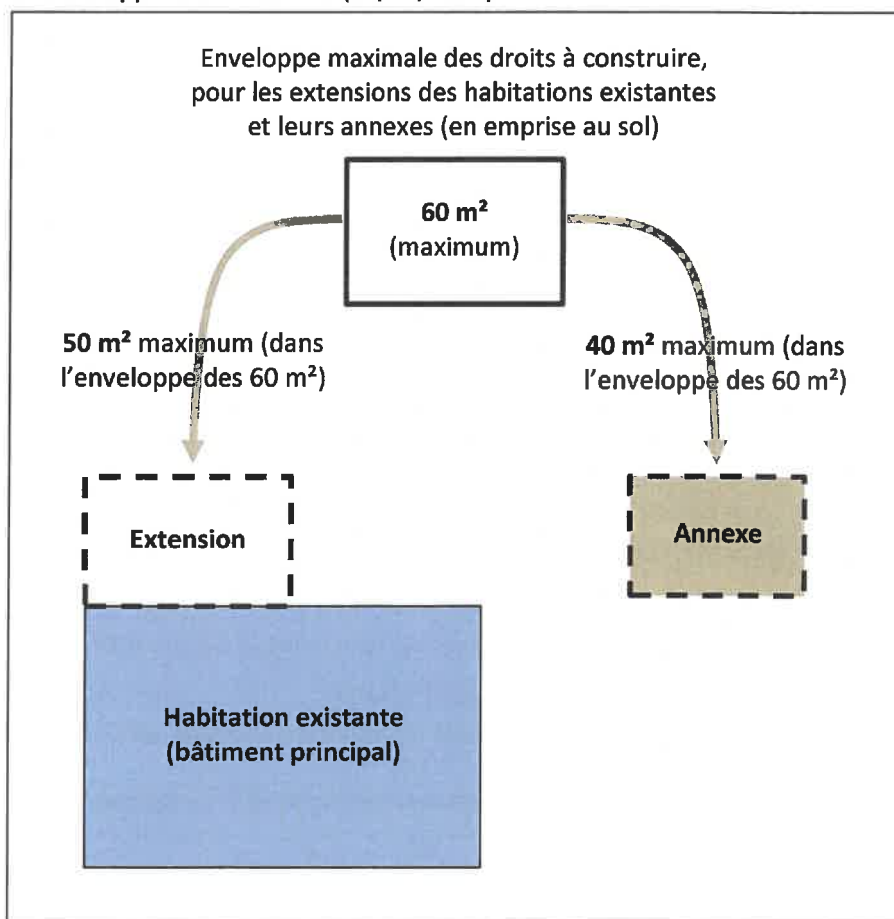 Enveloppe maximale des droits à construire,
pour les extensions des habitations existantes
et leurs annexes (en emprise au sol)
60 m²
(maximum)
50 m² maximum (dans
l'enveloppe des 60 m²)
40 m² maximum (dans
l'enveloppe des 60 m²)
Extension
Annexe
Habitation existante
(bâtiment principal)